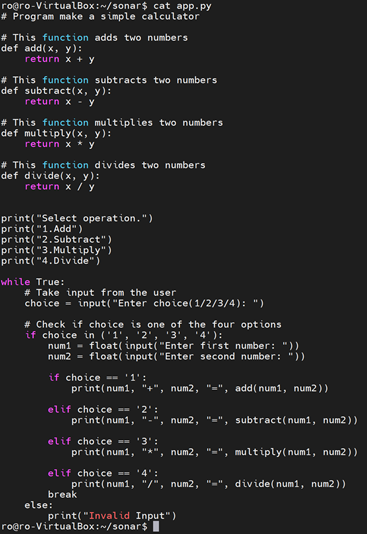 ro@ro-VirtualBox:~/sonar$ cat app.py
# Program make a simple calculator

# This function adds two numbers
def add(x, y):
    return x + y

# This function subtracts two numbers
def subtract(x, y):
    return x - y

# This function multiplies two numbers
def multiply(x, y):
    return x * y

# This function divides two numbers
def divide(x, y):
    return x / y


print("Select operation.")
print("1.Add")
print("2.Subtract")
print("3.Multiply")
print("4.Divide")

while True:
    # Take input from the user
    choice = input("Enter choice(1/2/3/4): ")

    # Check if choice is one of the four options
    if choice in ('1', '2', '3', '4'):
        num1 = float(input("Enter first number: "))
        num2 = float(input("Enter second number: "))

        if choice == '1':
            print(num1, "+", num2, "=", add(num1, num2))

        elif choice == '2':
            print(num1, "-", num2, "=", subtract(num1, num2))

        elif choice == '3':
            print(num1, "*", num2, "=", multiply(num1, num2))

        elif choice == '4':
            print(num1, "/", num2, "=", divide(num1, num2))
        break
    else:
        print("Invalid Input")
ro@ro-VirtualBox:~/sonar$